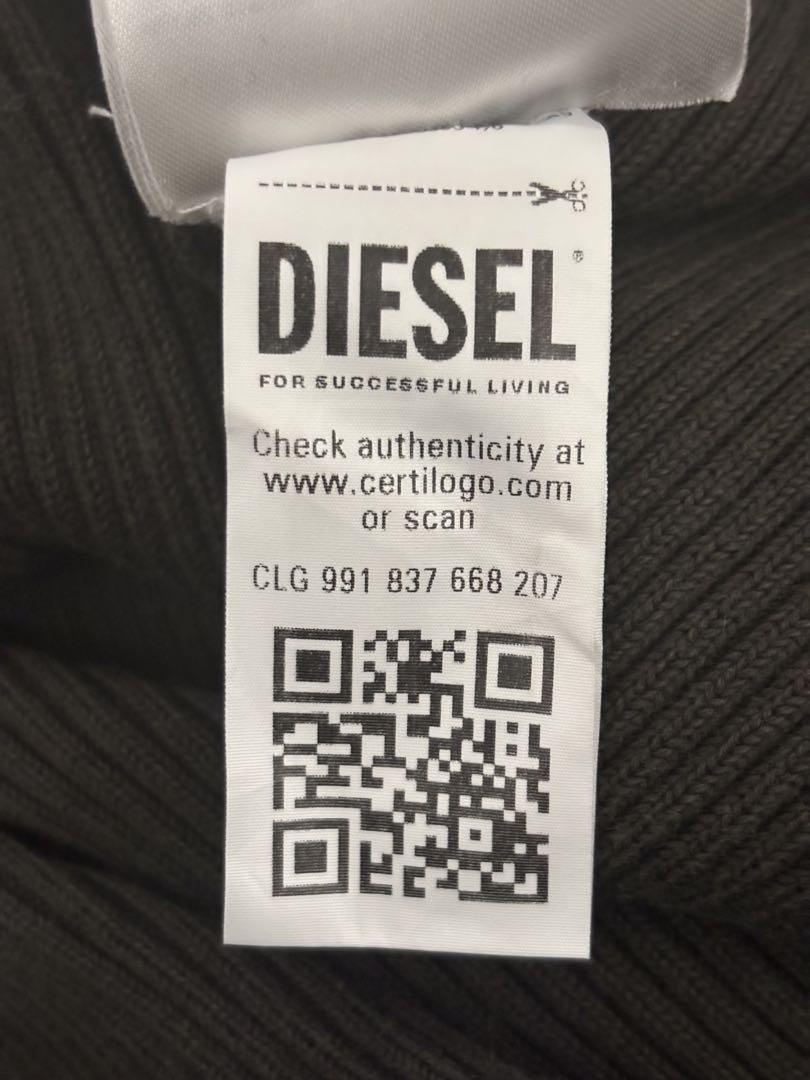 DIESEL®
FOR SUCCESSFUL LIVING
Check authenticity at
www.certilogo.com
or scan
CLG 991 837 668 207